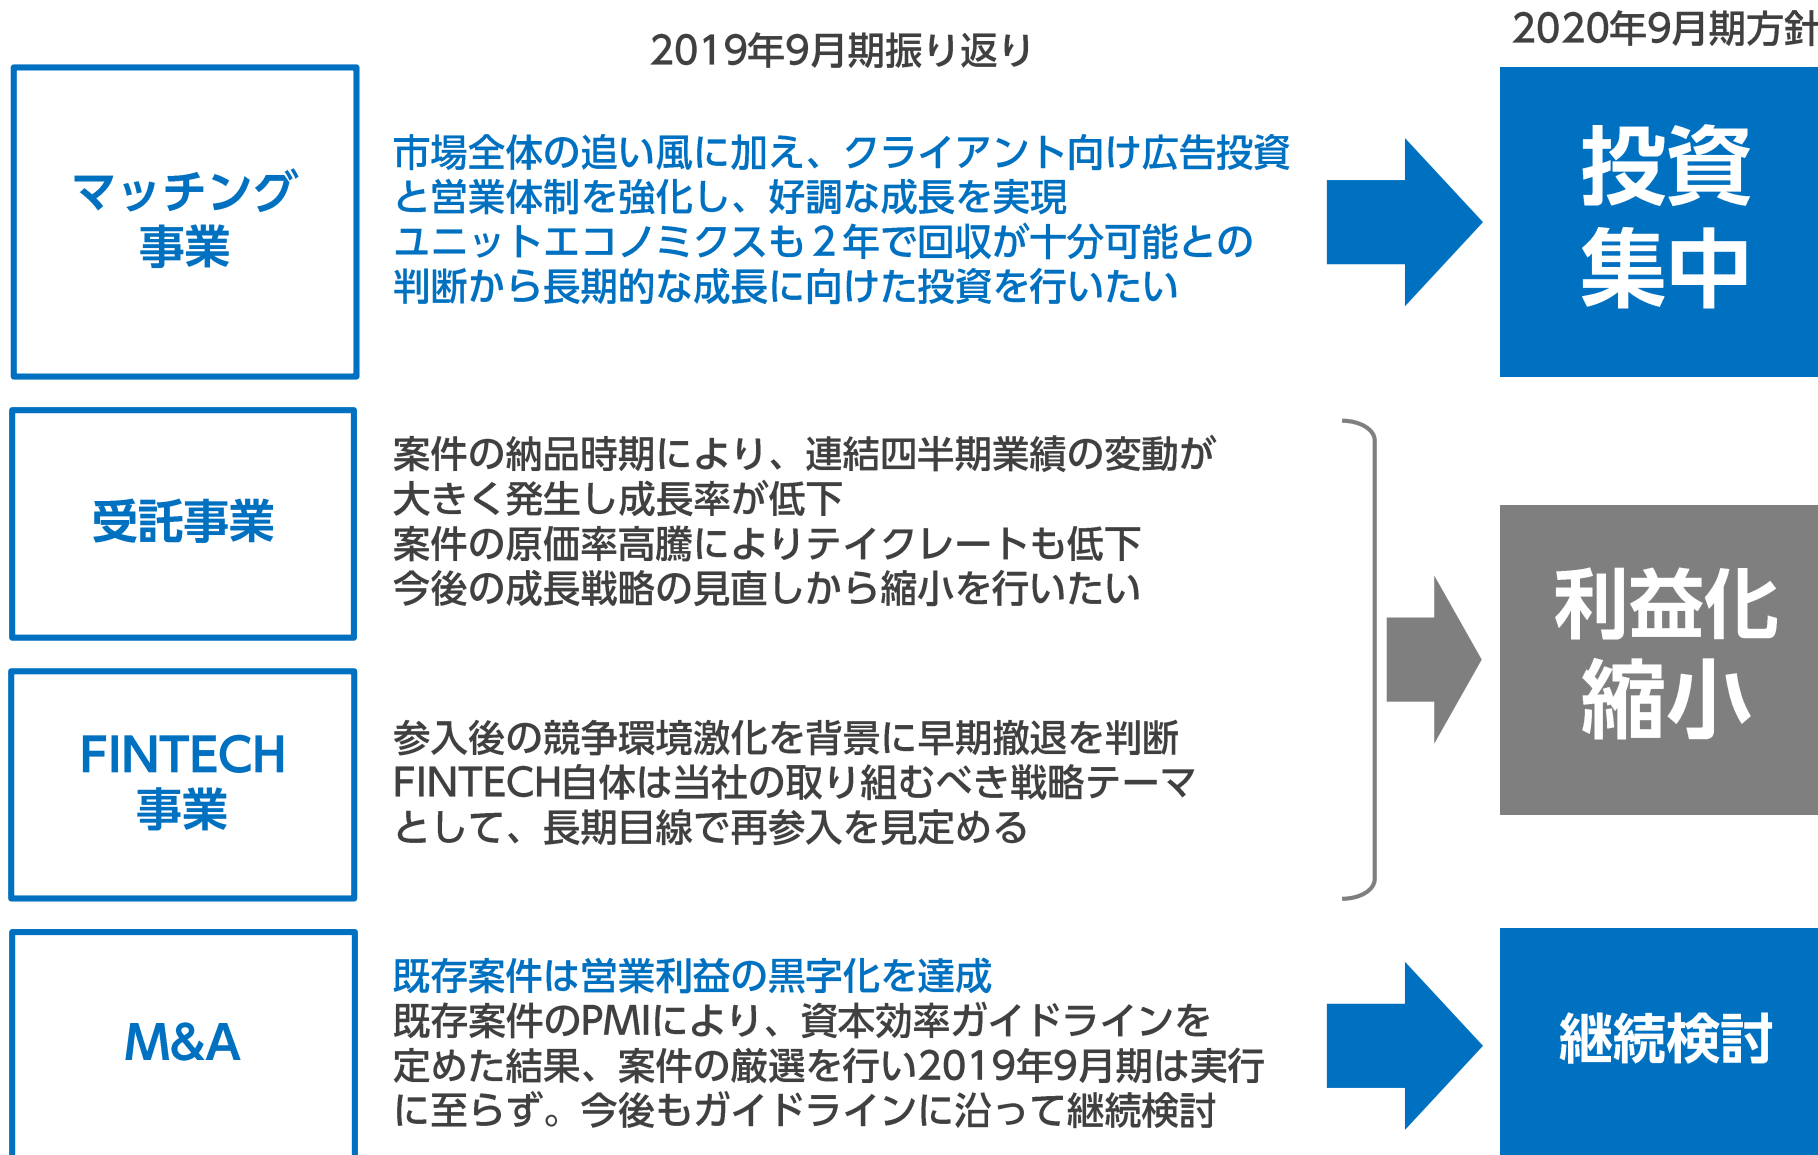 2019年9月期振り返り
2020年9月期方針
マッチング
事業
市場全体の追い風に加え、クライアント向け広告投資
と営業体制を強化し、好調な成長を実現
ユニットエコノミクスも２年で回収が十分可能との
判断から長期的な成長に向けた投資を行いたい
投資
集中
受託事業
案件の納品時期により、連結四半期業績の変動が
大きく発生し成長率が低下
案件の原価率高騰によりテイクレートも低下
今後の成長戦略の見直しから縮小を行いたい
FINTECH
事業
参入後の競争環境激化を背景に早期撤退を判断
FINTECH自体は当社の取り組むべき戦略テーマ
として、長期目線で再参入を見定める
利益化
縮小
M&A
既存案件は営業利益の黒字化を達成
既存案件のPMIにより、資本効率ガイドラインを
定めた結果、案件の厳選を行い2019年9月期は実行
に至らず。今後もガイドラインに沿って継続検討
継続検討